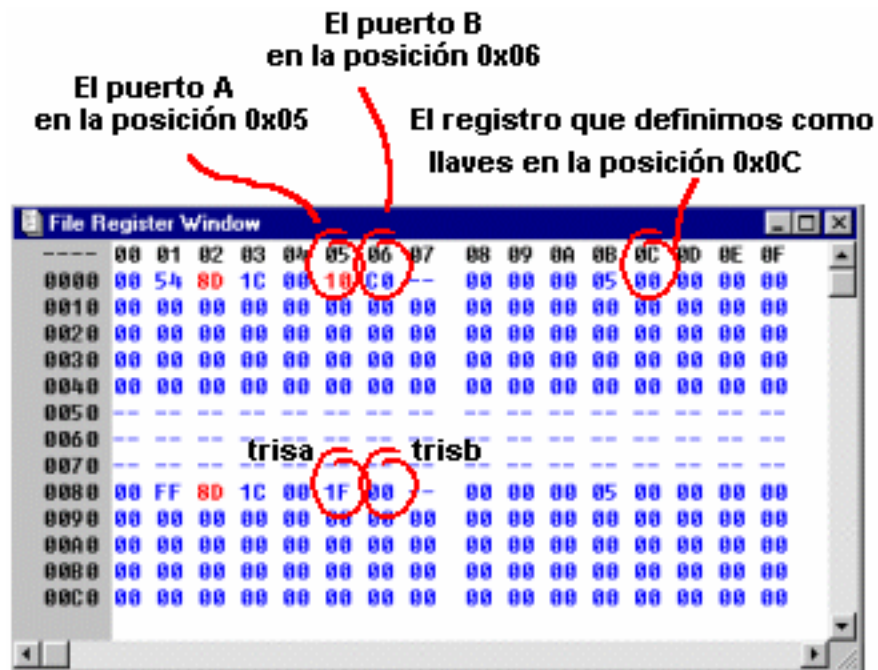 El puerto B
en la posición 0x06
El puerto A
en la posición 0x05
El registro que definimos como
llaves en la posición 0x0C
File Register Window
---- 00 01 02 03 04 05 06 07 08 09 0A 0B 0C 0D 0E 0F
0000 00 54 8D 1C 00 10 C0 -- 00 00 00 05 00 00 00 00
0010 00 00 00 00 00 00 00 00 00 00 00 00 00 00 00 00
0020 00 00 00 00 00 00 00 00 00 00 00 00 00 00 00 00
0030 00 00 00 00 00 00 00 00 00 00 00 00 00 00 00 00
0040 00 00 00 00 00 00 00 00 00 00 00 00 00 00 00 00
0050 -- -- -- -- -- -- -- -- -- -- -- -- -- -- -- --
0060 -- -- -- -- -- -- -- -- -- -- -- -- -- -- -- --
trisa trisb
0070 -- -- -- -- -- -- -- -- -- -- -- -- -- -- -- --
0080 00 FF 8D 1C 00 1F 00 - 00 00 00 05 00 00 00 00
0090 00 00 00 00 00 00 00 00 00 00 00 00 00 00 00 00
00A0 00 00 00 00 00 00 00 00 00 00 00 00 00 00 00 00
00B0 00 00 00 00 00 00 00 00 00 00 00 00 00 00 00 00
00C0 00 00 00 00 00 00 00 00 00 00 00 00 00 00 00 00